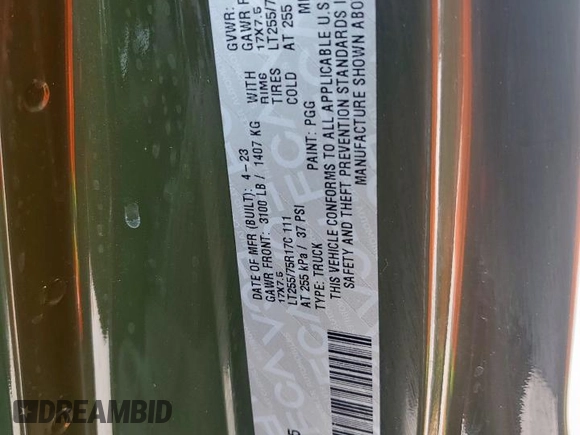 DATE OF MFR (BUILT): 4-23
GVWR:
GAWR FRONT: 3100 LB / 1407 KG WITH
GAWR R
17X7.5 RIMS
17X7.5
LT255/75R17C 111 TIRES
LT255/7
AT 255 kPa / 37 PSI COLD
AT 255
TYPE: TRUCK PAINT: PGG
THIS VEHICLE CONFORMS TO ALL APPLICABLE U.S
SAFETY AND THEFT PREVENTION STANDARDS I
MANUFACTURE SHOWN ABO
DREAMBID